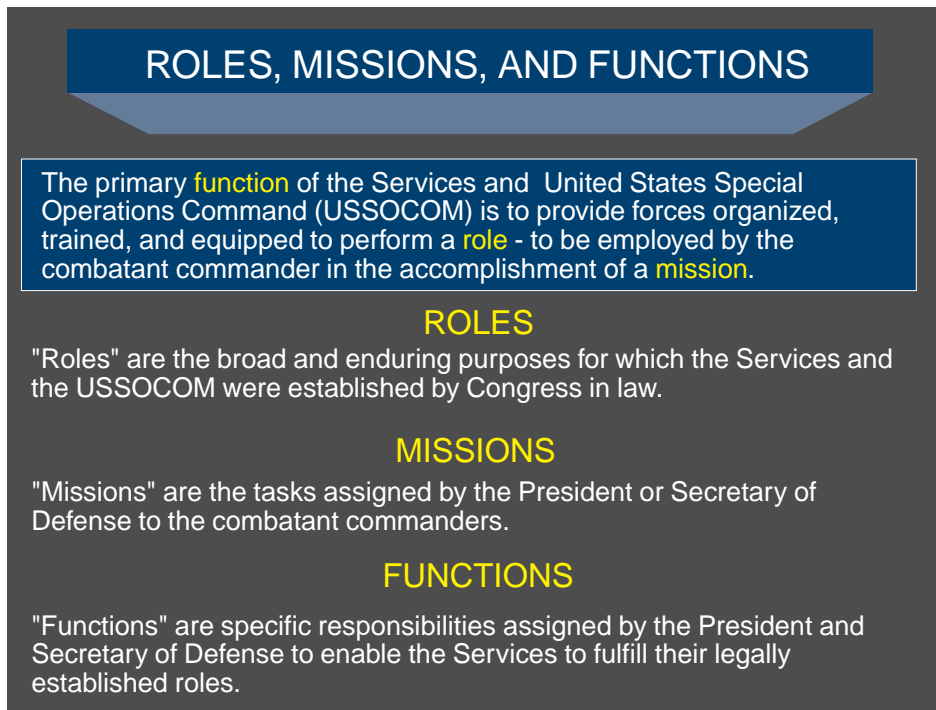 ROLES, MISSIONS, AND FUNCTIONS
The primary function of the Services and  United States Special
Operations Command (USSOCOM) is to provide forces organized,
trained, and equipped to perform a role - to be employed by the
combatant commander in the accomplishment of a mission.
ROLES
"Roles" are the broad and enduring purposes for which the Services and
the USSOCOM were established by Congress in law.
MISSIONS
"Missions" are the tasks assigned by the President or Secretary of
Defense to the combatant commanders.
FUNCTIONS
"Functions" are specific responsibilities assigned by the President and
Secretary of Defense to enable the Services to fulfill their legally
established roles.